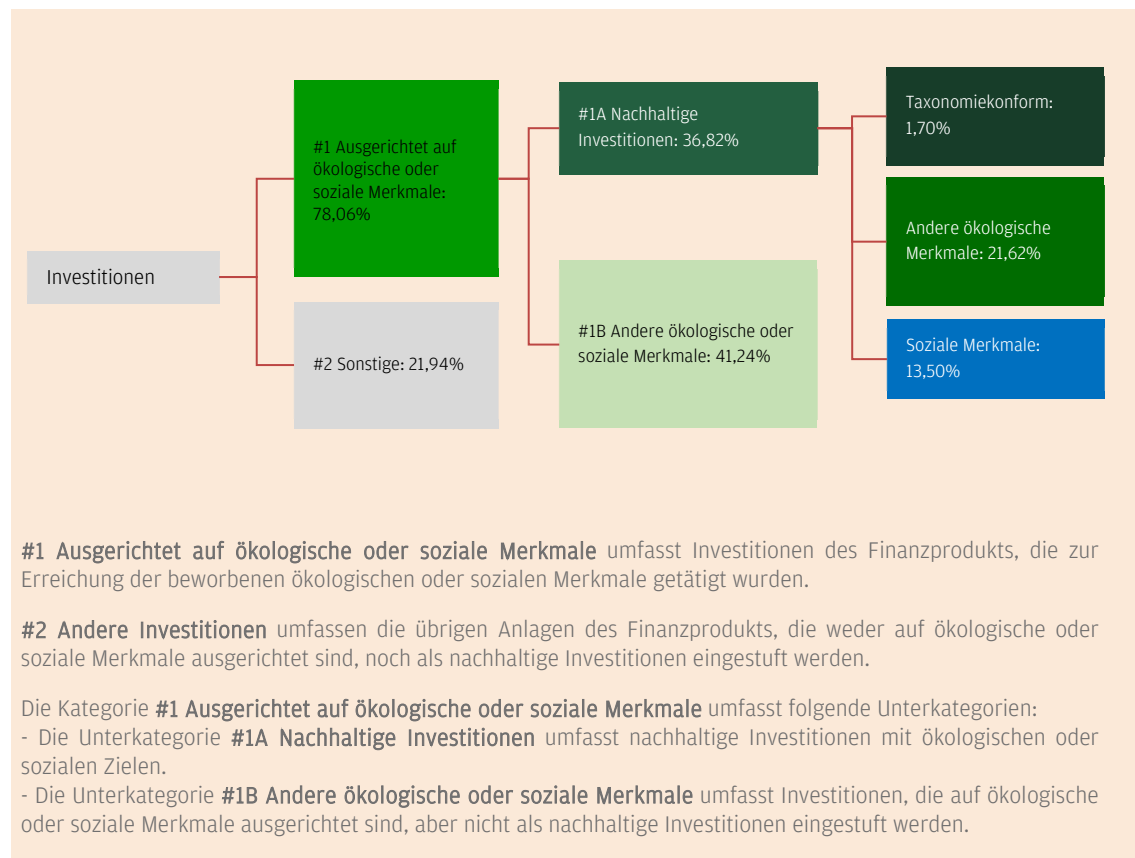 Investitionen
#1 Ausgerichtet auf
ökologische oder
soziale Merkmale:
78,06%
#2 Sonstige: 21,94%
#1A Nachhaltige
Investitionen: 36,82%
#1B Andere ökologische oder
soziale Merkmale: 41,24%
Taxonomiekonform:
1,70%
Andere ökologische
Merkmale: 21,62%
Soziale Merkmale:
13,50%
#1 Ausgerichtet auf ökologische oder soziale Merkmale umfasst Investitionen des Finanzprodukts, die zur
Erreichung der beworbenen ökologischen oder sozialen Merkmale getätigt wurden.
#2 Andere Investitionen umfassen die übrigen Anlagen des Finanzprodukts, die weder auf ökologische oder
soziale Merkmale ausgerichtet sind, noch als nachhaltige Investitionen eingestuft werden.
Die Kategorie #1 Ausgerichtet auf ökologische oder soziale Merkmale umfasst folgende Unterkategorien:
- Die Unterkategorie #1A Nachhaltige Investitionen umfasst nachhaltige Investitionen mit ökologischen oder
sozialen Zielen.
- Die Unterkategorie #1B Andere ökologische oder soziale Merkmale umfasst Investitionen, die auf ökologische
oder soziale Merkmale ausgerichtet sind, aber nicht als nachhaltige Investitionen eingestuft werden.